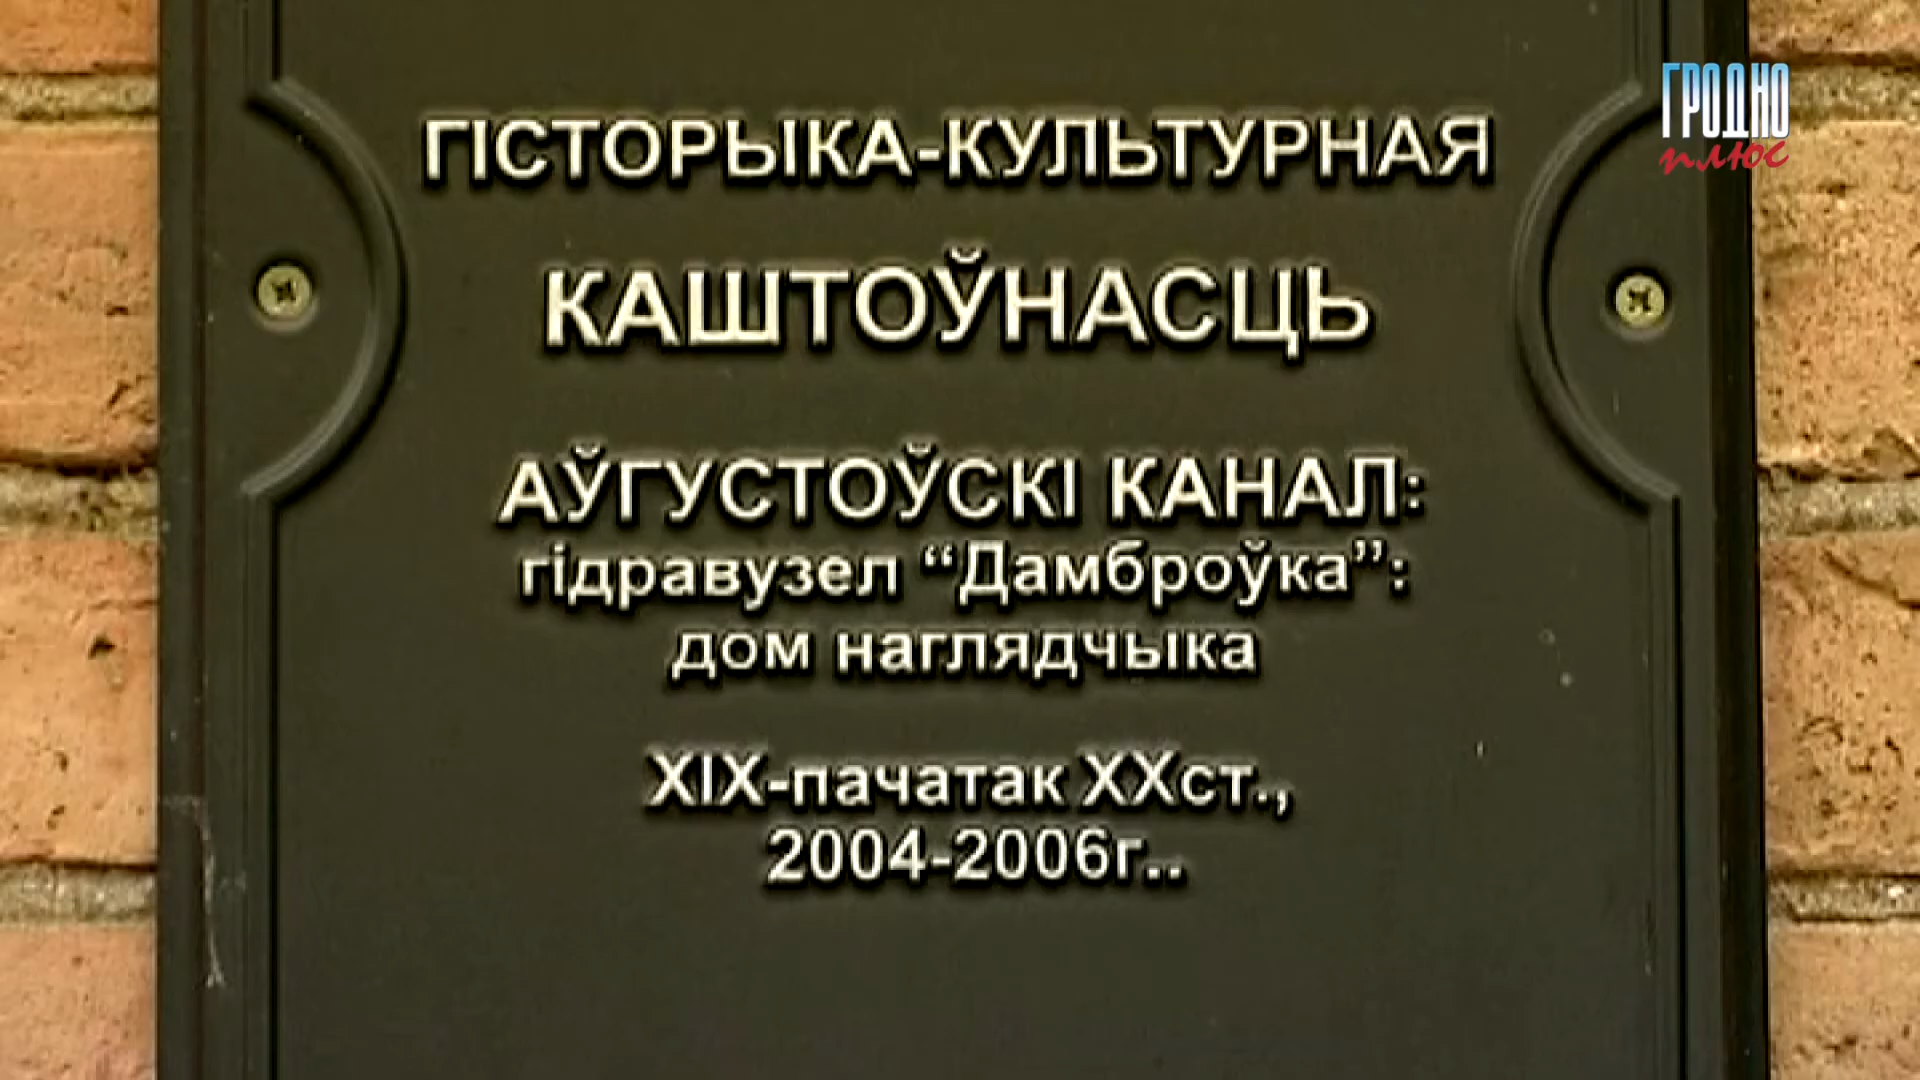 ГРОДНО
плюс
ГІСТОРЫКА-КУЛЬТУРНАЯ
КАШТОЎНАСЦЬ
АЎГУСТОЎСКІ КАНАЛ:
гідравузел “Дамброўка”:
дом наглядчыка
XIX-пачатак XXст.,
2004-2006г..